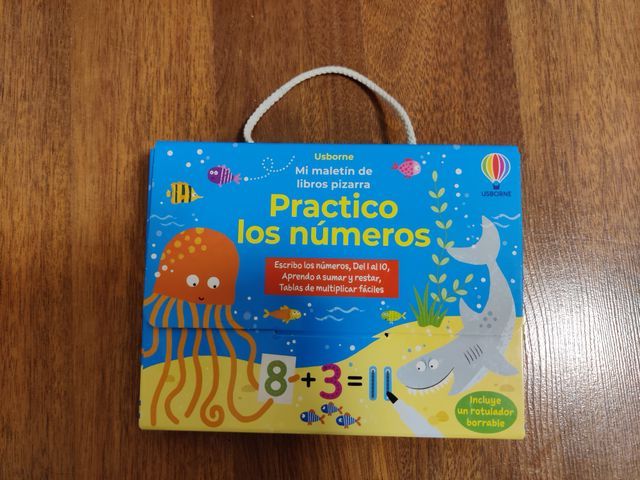 Usborne
Mi maletín de
libros pizarra
Practico
los números
USBORNE
Escribo los números, Del 1 al 10,
Aprendo a sumar y restar,
Tablas de multiplicar fáciles
8 + 3 = 11
Incluye
un rotulador
borrable